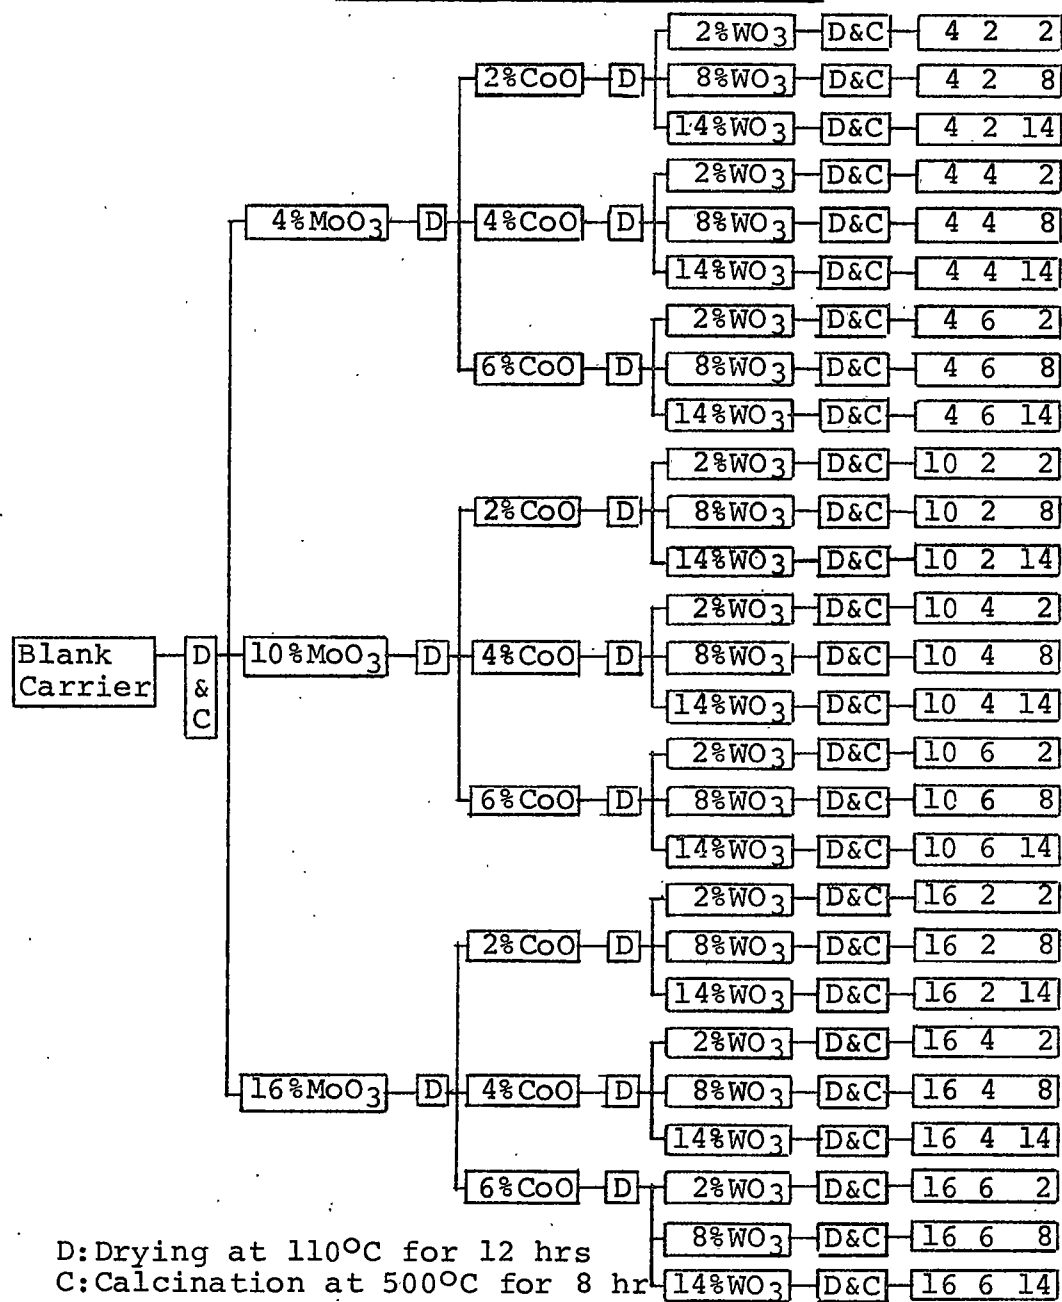 2%WO3 D&C 4 2 2
2%CoO D 8%WO3 D&C 4 2 8
14%WO3 D&C 4 2 14
2%WO3 D&C 4 4 2
4%MoO3 D 4%CoO D 8%WO3 D&C 4 4 8
14%WO3 D&C 4 4 14
2%WO3 D&C 4 6 2
6%CoO D 8%WO3 D&C 4 6 8
14%WO3 D&C 4 6 14
2%WO3 D&C 10 2 2
2%CoO D 8%WO3 D&C 10 2 8
14%WO3 D&C 10 2 14
2%WO3 D&C 10 4 2
Blank Carrier D & C 10%MoO3 D 4%CoO D 8%WO3 D&C 10 4 8
14%WO3 D&C 10 4 14
2%WO3 D&C 10 6 2
6%CoO D 8%WO3 D&C 10 6 8
14%WO3 D&C 10 6 14
2%WO3 D&C 16 2 2
2%CoO D 8%WO3 D&C 16 2 8
14%WO3 D&C 16 2 14
2%WO3 D&C 16 4 2
16%MoO3 D 4%CoO D 8%WO3 D&C 16 4 8
14%WO3 D&C 16 4 14
6%CoO D 2%WO3 D&C 16 6 2
8%WO3 D&C 16 6 8
14%WO3 D&C 16 6 14
D:Drying at 110°C for 12 hrs
C:Calcination at 500°C for 8 hr